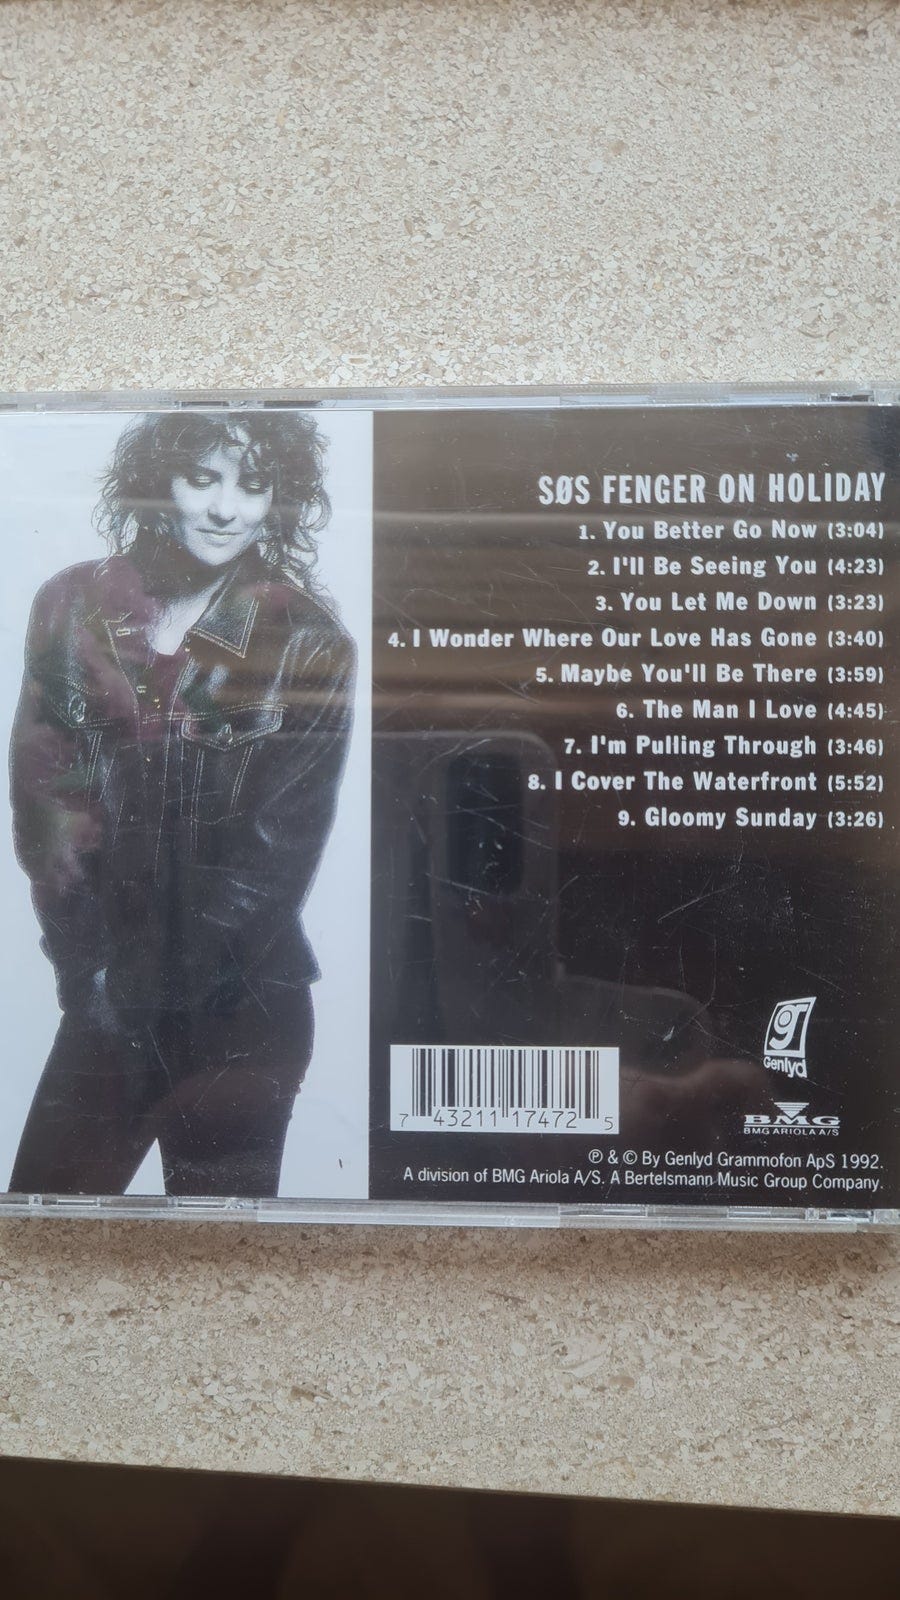 SØS FENGER ON HOLIDAY
1. You Better Go Now (3:04)
2. I'll Be Seeing You (4:23)
3. You Let Me Down (3:23)
4. I Wonder Where Our Love Has Gone (3:40)
5. Maybe You'll Be There (3:59)
6. The Man I Love (4:45)
7. I'm Pulling Through (3:46)
8. I Cover The Waterfront (5:52)
9. Gloomy Sunday (3:26)
g
Genlyd
7 43211 17472 5
BMG
BMG ARIOLA A/S
℗ & © By Genlyd Grammofon ApS 1992.
A division of BMG Ariola A/S. A Bertelsmann Music Group Company.